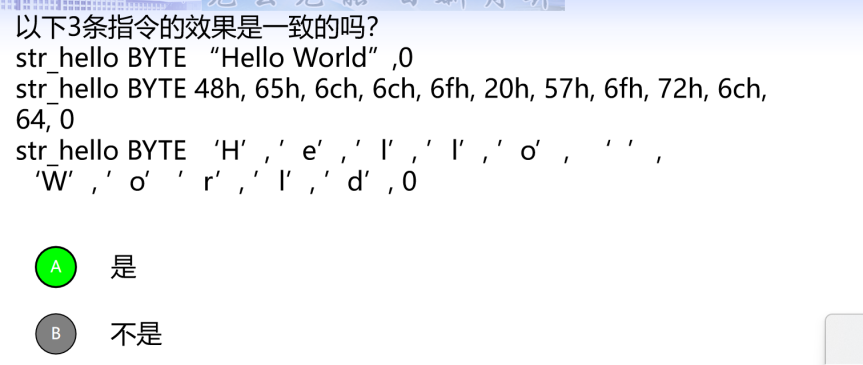 以下3条指令的效果是一致的吗？
str_hello BYTE “Hello World” ,0
str_hello BYTE 48h, 65h, 6ch, 6ch, 6fh, 20h, 57h, 6fh, 72h, 6ch,
64, 0
str_hello BYTE ‘H’ , ’ e’ , ’ l’ , ’ l’ , ’ o’ , ‘ ’ ,
‘W’ , ’ o’ ’ r’ , ’ l’ , ’ d’ , 0
A 是
B 不是